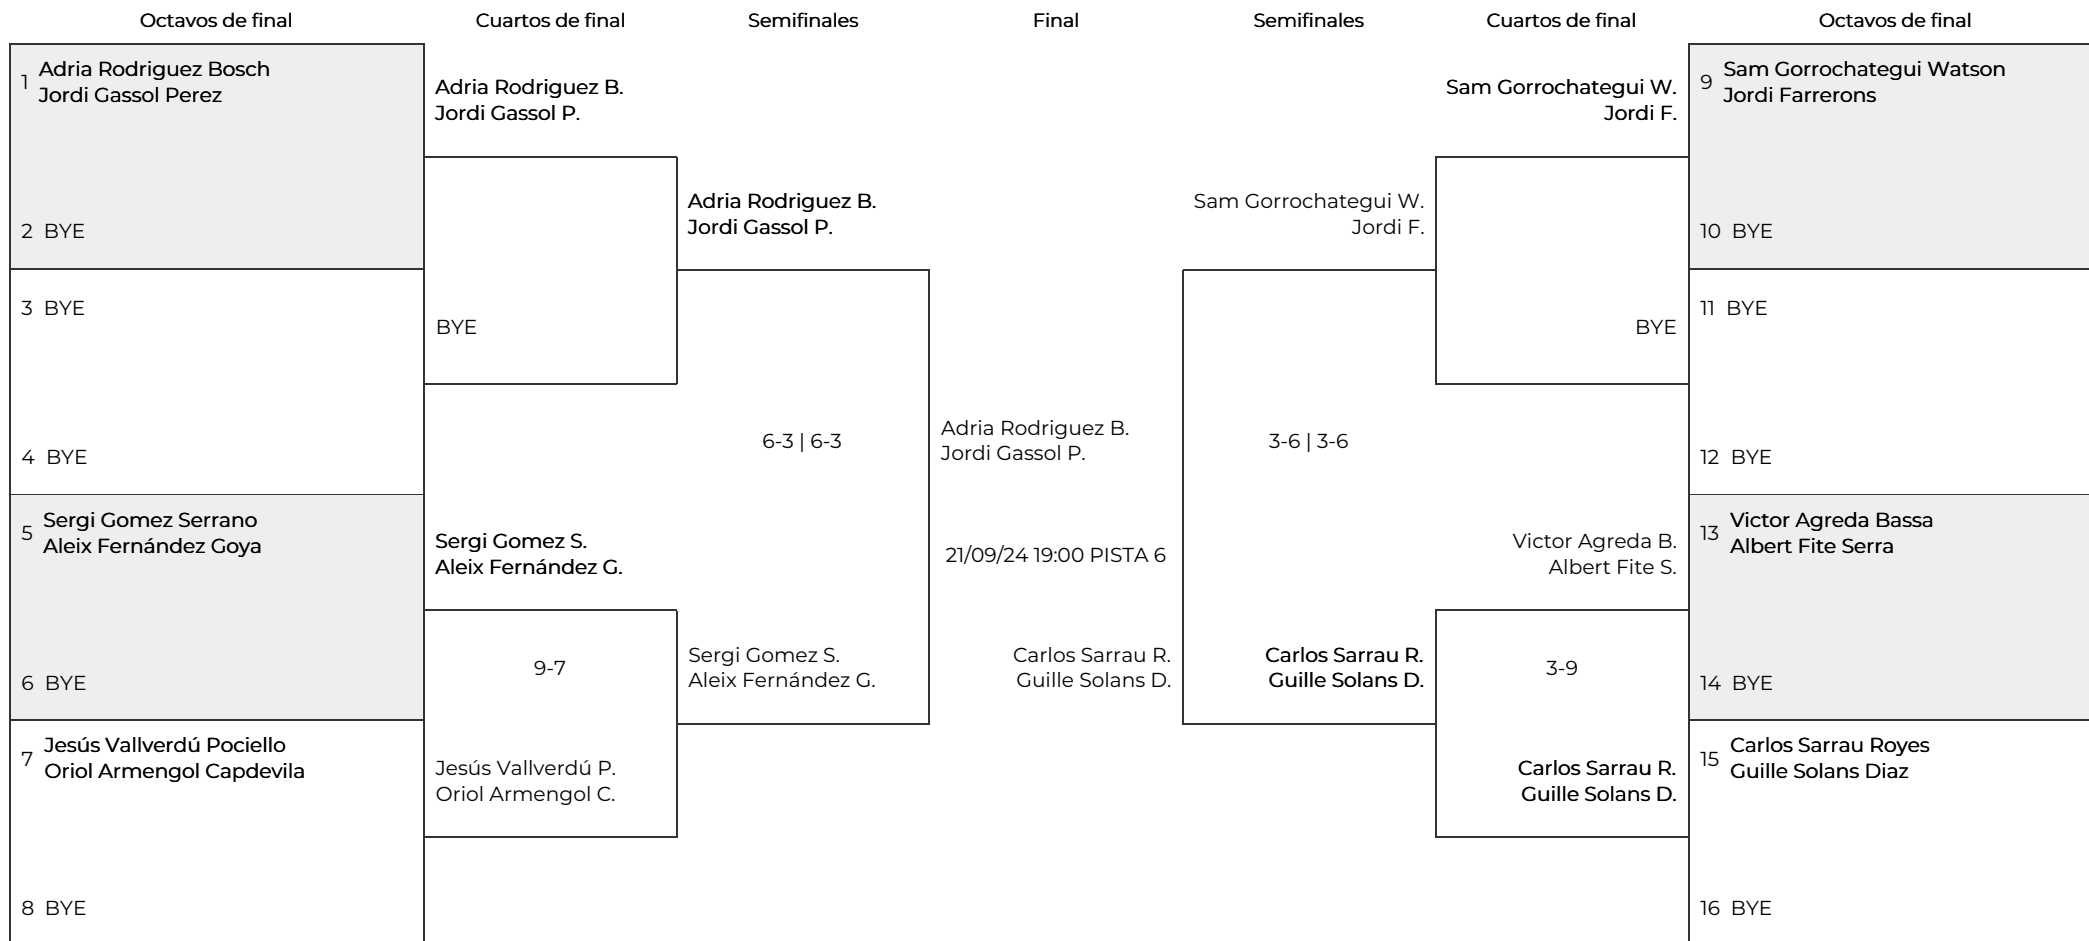 Octavos de final
Cuartos de final
Semifinales
Final
Semifinales
Cuartos de final
Octavos de final
1 Adria Rodriguez Bosch
Jordi Gassol Perez
2 BYE
3 BYE
4 BYE
5 Sergi Gomez Serrano
Aleix Fernández Goya
6 BYE
7 Jesús Vallverdú Pociello
Oriol Armengol Capdevila
8 BYE
Adria Rodriguez B.
Jordi Gassol P.
BYE
Sergi Gomez S.
Aleix Fernández G.
9-7
Jesús Vallverdú P.
Oriol Armengol C.
Adria Rodriguez B.
Jordi Gassol P.
6-3 | 6-3
Sergi Gomez S.
Aleix Fernández G.
Adria Rodriguez B.
Jordi Gassol P.
21/09/24 19:00 PISTA 6
Carlos Sarrau R.
Guille Solans D.
Sam Gorrochategui W.
Jordi F.
3-6 | 3-6
Carlos Sarrau R.
Guille Solans D.
Sam Gorrochategui W.
Jordi F.
BYE
Victor Agreda B.
Albert Fite S.
3-9
Carlos Sarrau R.
Guille Solans D.
9 Sam Gorrochategui Watson
Jordi Farrerons
10 BYE
11 BYE
12 BYE
13 Victor Agreda Bassa
Albert Fite Serra
14 BYE
15 Carlos Sarrau Royes
Guille Solans Diaz
16 BYE